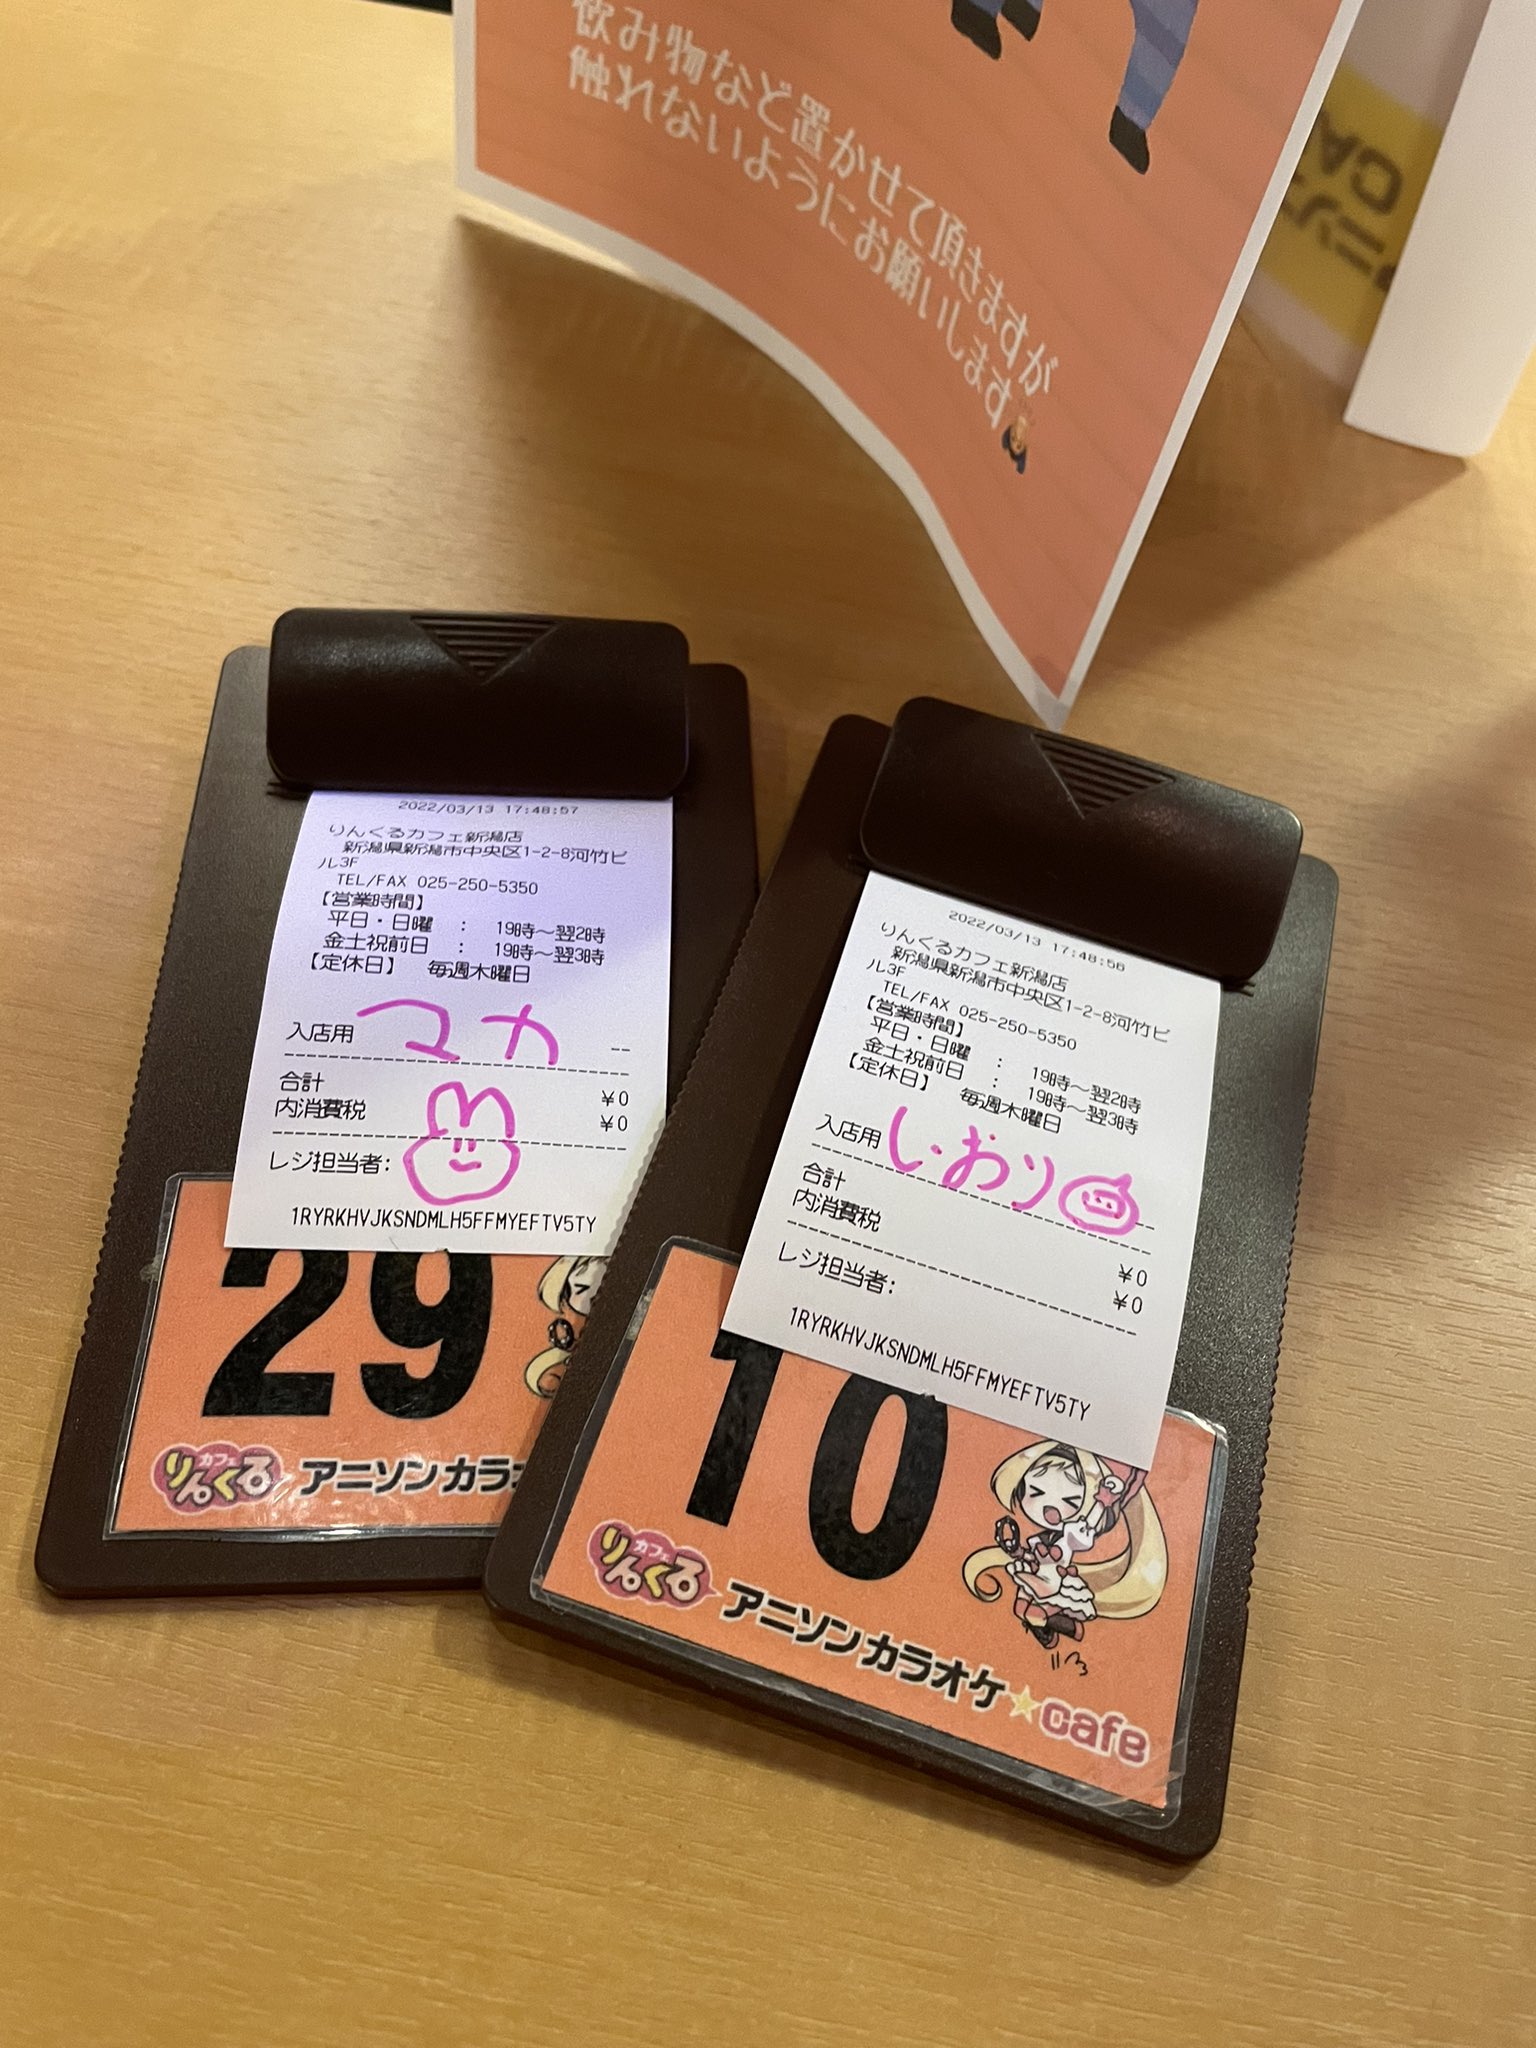 飲み物など置かせて頂きますが
触れないようにお願いします
CA
2022/03/13 17:48:57
りんくるカフェ新潟店
新潟県新潟市中央区1-2-8河竹ビ
ル3F
TEL/FAX 025-250-5350
【営業時間】
平日・日曜 : 19時～翌2時
金土祝前日 : 19時～翌3時
【定休日】 毎週木曜日
入店用 マカ --
合計 ¥0
内消費税 ¥0
レジ担当者:
1RYRKHVJKSNDMLH5FFMYEFTV5TY
29
カフェ
りんくる
アニソンカラオ
2022/03/13 17:48:56
りんくるカフェ新潟店
新潟県新潟市中央区1-2-8河竹ビ
ル3F
TEL/FAX 025-250-5350
【営業時間】
平日・日曜 : 19時～翌2時
金土祝前日 : 19時～翌3時
【定休日】 毎週木曜日
入店用 しおり
合計 ¥0
内消費税 ¥0
レジ担当者:
1RYRKHVJKSNDMLH5FFMYEFTV5TY
10
カフェ
りんくる
アニソンカラオケ★cafe